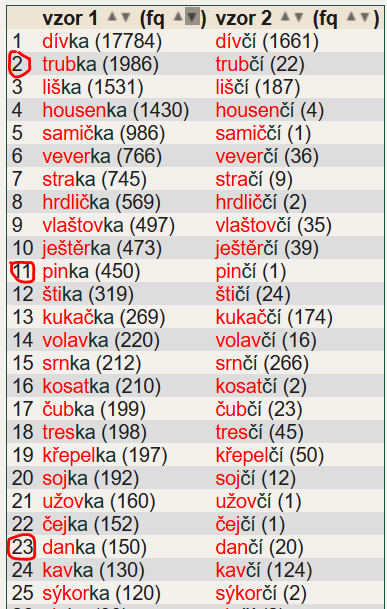 vzor 1 ▲▼ (fq ▲▼) vzor 2 ▲▼ (fq ▲▼)
1 dívka (17784) dívčí (1661)
2 trubka (1986) trubčí (22)
3 liška (1531) liščí (187)
4 housenka (1430) housenčí (4)
5 samička (986) samiččí (1)
6 veverka (766) veverčí (36)
7 straka (745) stračí (9)
8 hrdlička (569) hrdliččí (2)
9 vlaštovka (497) vlaštovčí (35)
10 ještěrka (473) ještěrčí (39)
11 pinka (450) pinčí (1)
12 štika (319) štičí (24)
13 kukačka (269) kukaččí (174)
14 volavka (220) volavčí (16)
15 srnka (212) srnčí (266)
16 kosatka (210) kosatčí (2)
17 čubka (199) čubčí (23)
18 treska (198) tresčí (45)
19 křepelka (197) křepelčí (50)
20 sojka (192) sojčí (12)
21 užovka (160) užovčí (1)
22 čejka (152) čejčí (1)
23 danka (150) dančí (20)
24 kavka (130) kavčí (124)
25 sýkorka (120) sýkorčí (2)